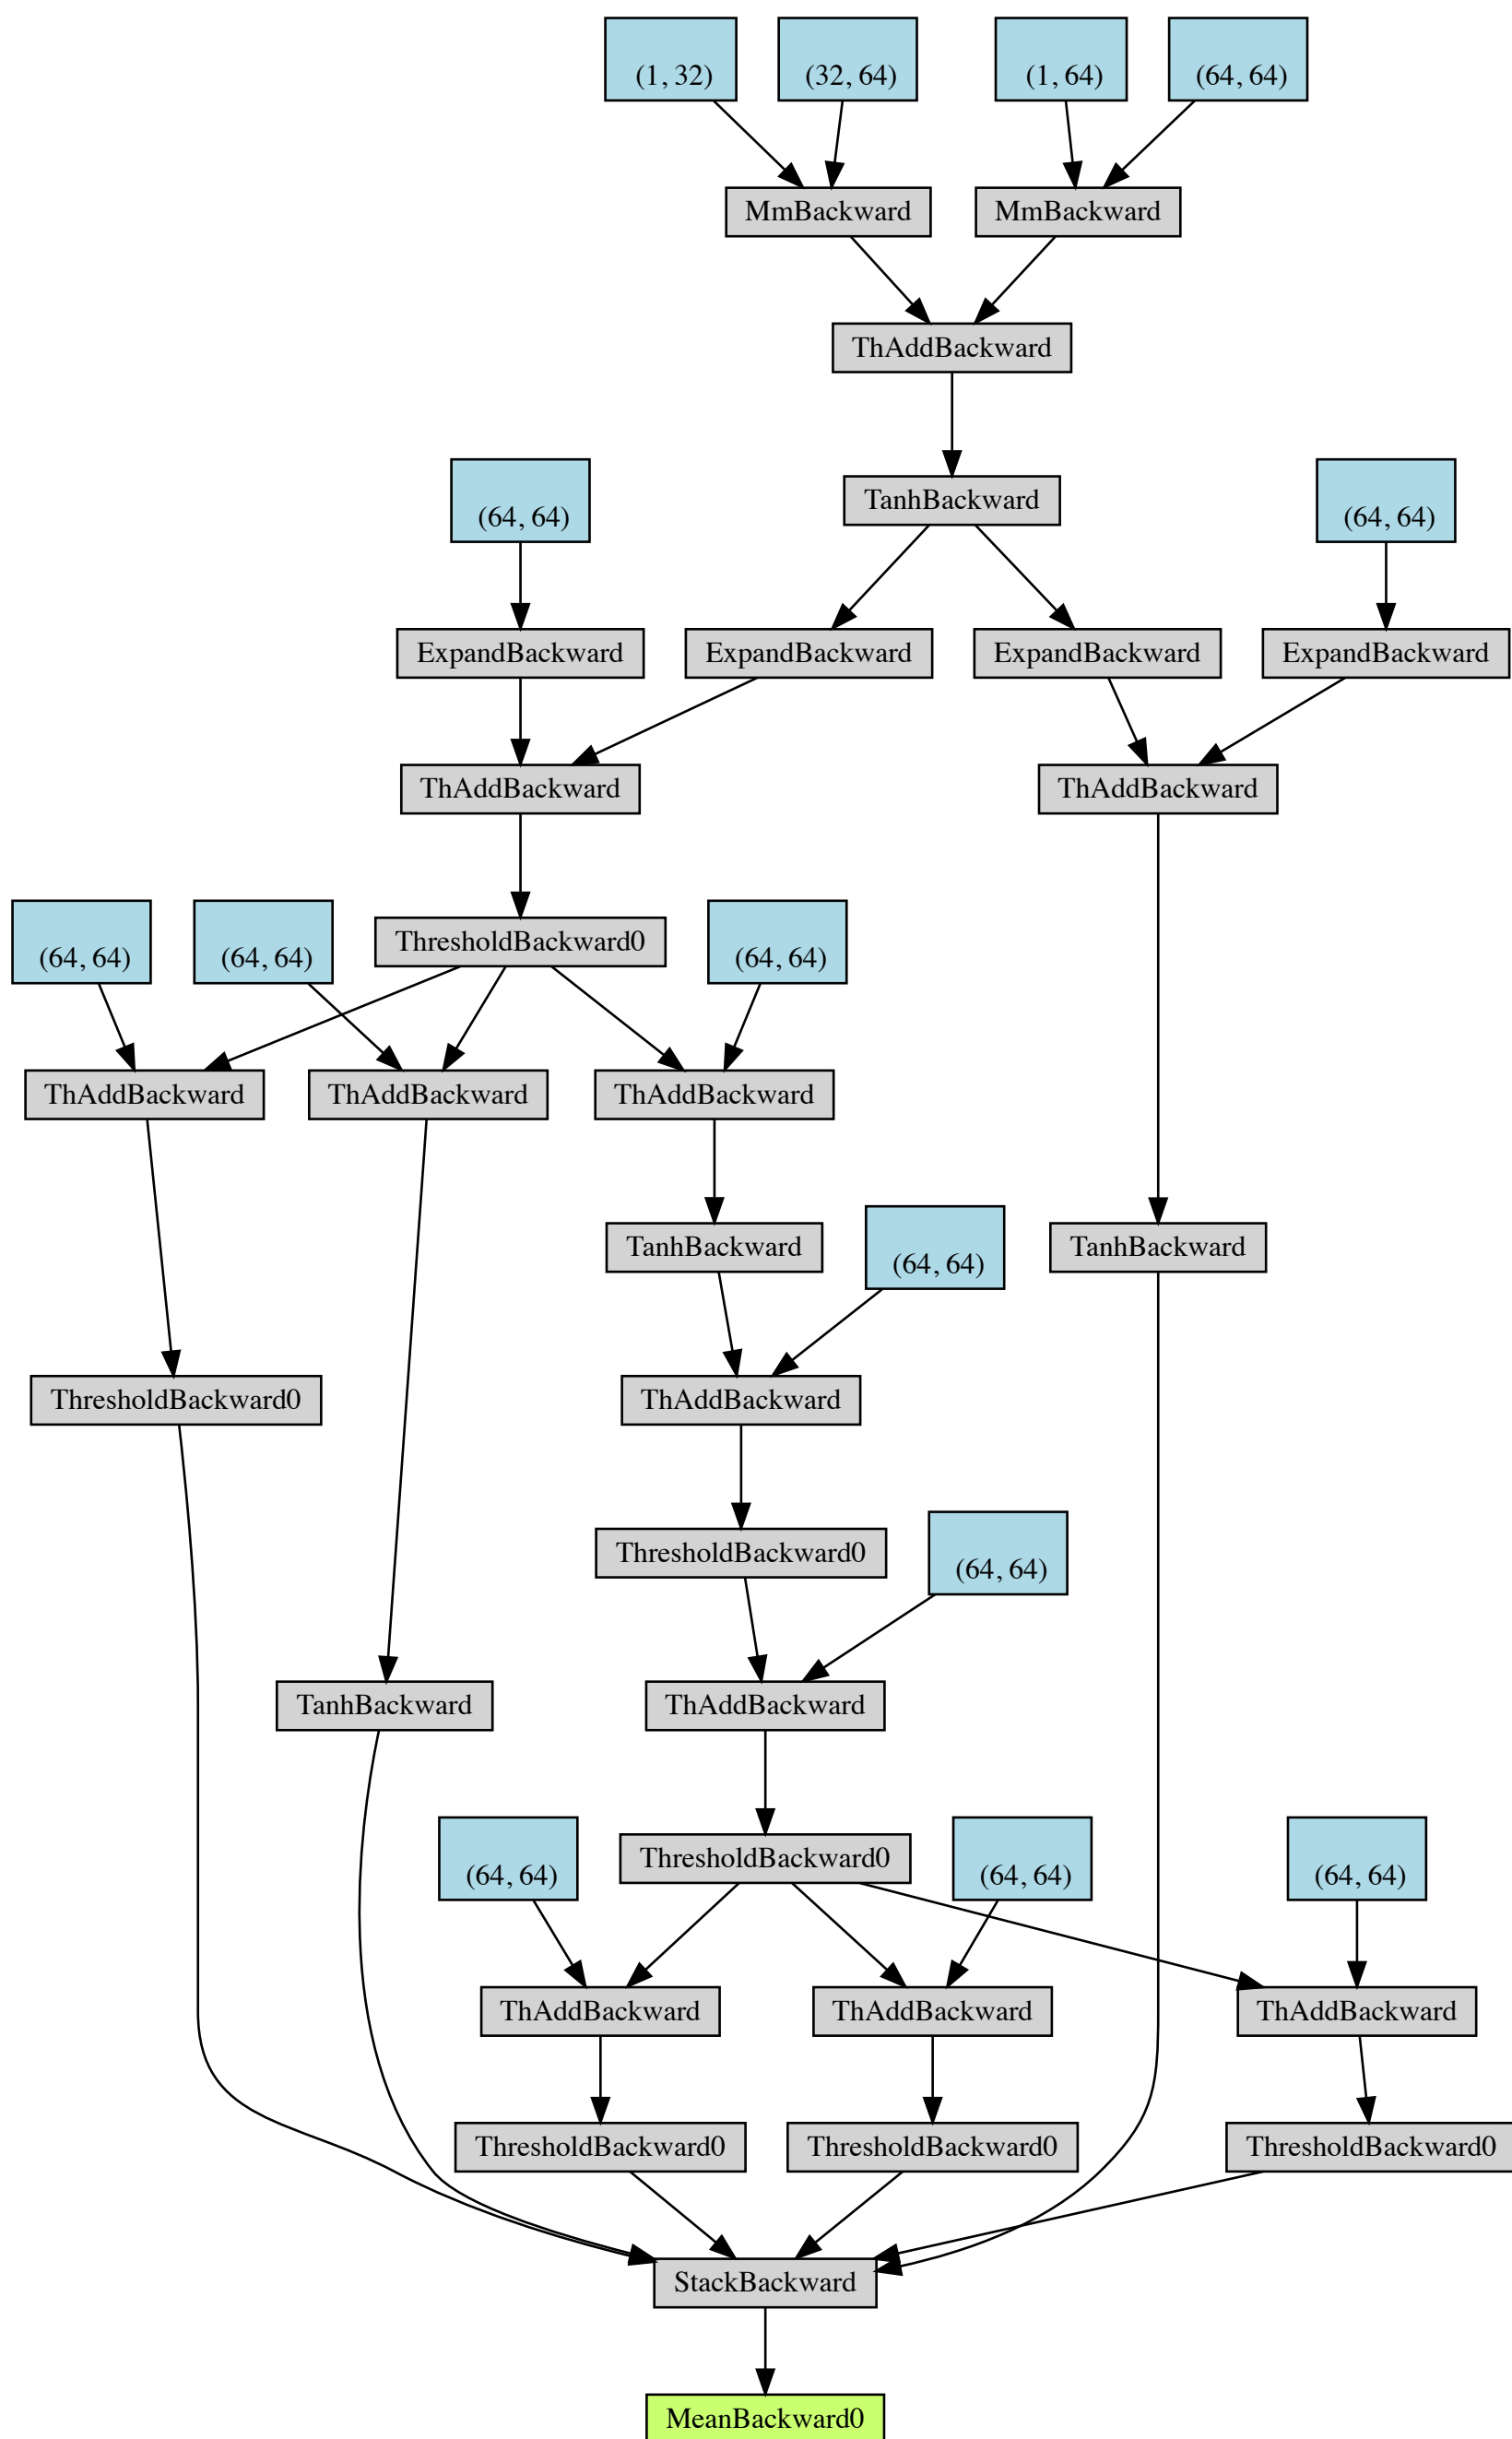 (1, 32)
(32, 64)
(1, 64)
(64, 64)
MmBackward
MmBackward
ThAddBackward
(64, 64)
TanhBackward
(64, 64)
ExpandBackward
ExpandBackward
ExpandBackward
ExpandBackward
ThAddBackward
ThAddBackward
(64, 64)
(64, 64)
ThresholdBackward0
(64, 64)
ThAddBackward
ThAddBackward
ThAddBackward
TanhBackward
(64, 64)
TanhBackward
ThresholdBackward0
ThAddBackward
ThresholdBackward0
(64, 64)
TanhBackward
ThAddBackward
(64, 64)
ThresholdBackward0
(64, 64)
(64, 64)
ThAddBackward
ThAddBackward
ThAddBackward
ThresholdBackward0
ThresholdBackward0
ThresholdBackward0
StackBackward
MeanBackward0